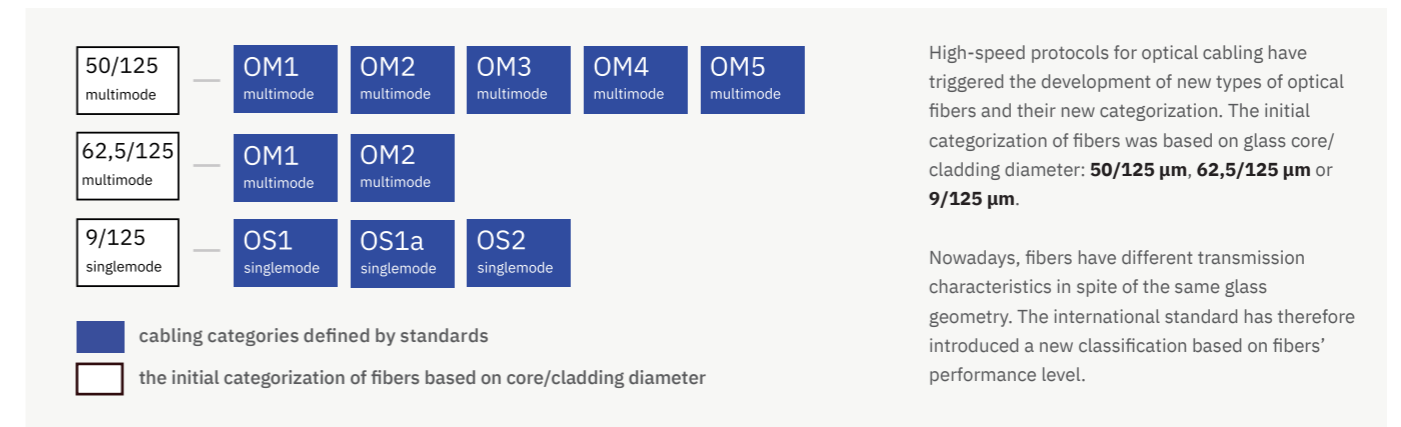 50/125
multimode
OM1
multimode
OM2
multimode
OM3
multimode
OM4
multimode
OM5
multimode
62,5/125
multimode
OM1
multimode
OM2
multimode
9/125
singlemode
OS1
singlemode
OS1a
singlemode
OS2
singlemode
cabling categories defined by standards
the initial categorization of fibers based on core/cladding diameter
High-speed protocols for optical cabling have
triggered the development of new types of optical
fibers and their new categorization. The initial
categorization of fibers was based on glass core/
cladding diameter: 50/125 µm, 62,5/125 µm or
9/125 µm.
Nowadays, fibers have different transmission
characteristics in spite of the same glass
geometry. The international standard has therefore
introduced a new classification based on fibers’
performance level.